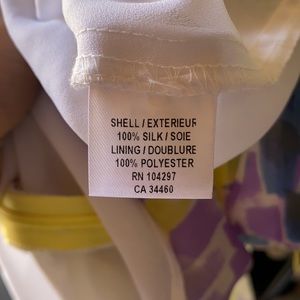 SHELL / EXTERIEUR
100% SILK / SOIE
LINING / DOUBLURE
100% POLYESTER
RN 104297
CA 34460